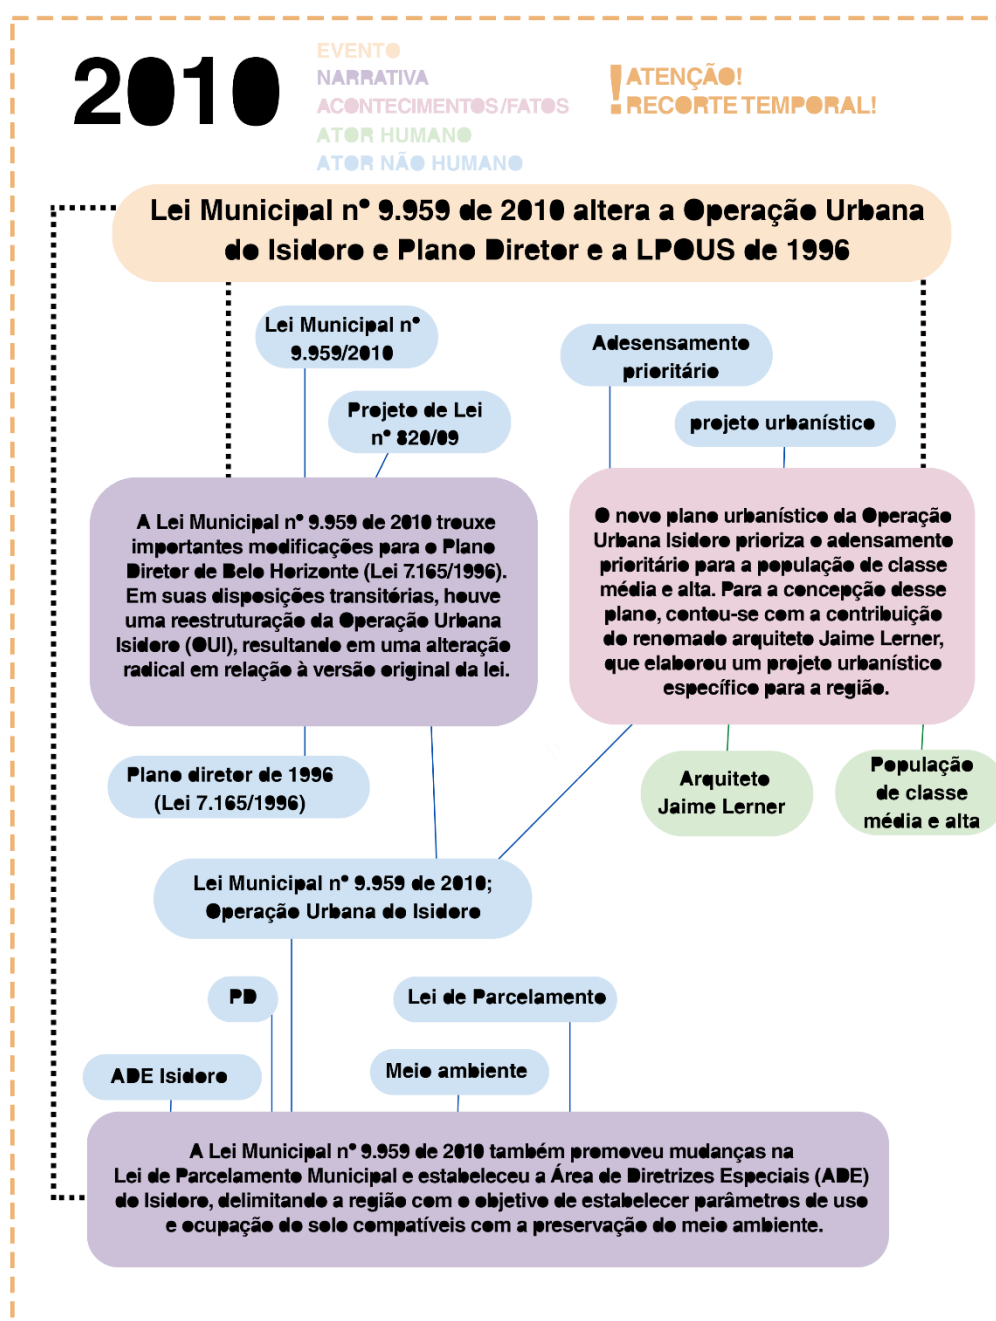 2010
EVENTO
NARRATIVA
ACONTECIMENTOS/FATOS
ATOR HUMANO
ATOR NÃO HUMANO
! ATENÇÃO!
RECORTE TEMPORAL!
Lei Municipal n° 9.959 de 2010 altera a Operação Urbana
do Isidoro e Plano Diretor e a LPOUS de 1996
Lei Municipal n°
9.959/2010
Projeto de Lei
n° 820/09
Adesensamento
prioritário
projeto urbanístico
A Lei Municipal n° 9.959 de 2010 trouxe
importantes modificações para o Plano
Diretor de Belo Horizonte (Lei 7.165/1996).
Em suas disposições transitórias, houve
uma reestruturação da Operação Urbana
Isidoro (OUI), resultando em uma alteração
radical em relação à versão original da lei.
O novo plano urbanístico da Operação
Urbana Isidoro prioriza o adensamento
prioritário para a população de classe
média e alta. Para a concepção desse
plano, contou-se com a contribuição
do renomado arquiteto Jaime Lerner,
que elaborou um projeto urbanístico
específico para a região.
Plano diretor de 1996
(Lei 7.165/1996)
Arquiteto
Jaime Lerner
População
de classe
média e alta
Lei Municipal n° 9.959 de 2010;
Operação Urbana do Isidoro
PD
Lei de Parcelamento
ADE Isidoro
Meio ambiente
A Lei Municipal n° 9.959 de 2010 também promoveu mudanças na
Lei de Parcelamento Municipal e estabeleceu a Área de Diretrizes Especiais (ADE)
do Isidoro, delimitando a região com o objetivo de estabelecer parâmetros de uso
e ocupação do solo compatíveis com a preservação do meio ambiente.